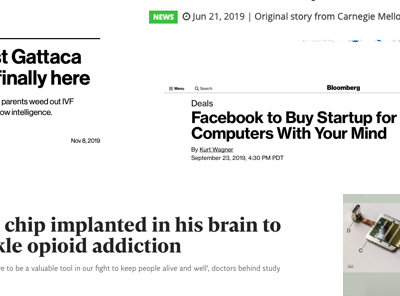 NEWS Jun 21, 2019 | Original story from Carnegie Mello
t Gattaca
finally here
parents weed out IVF
ow intelligence.
Nov 8, 2019
Menu Search Bloomberg
Deals
Facebook to Buy Startup for
Computers With Your Mind
By Kurt Wagner
September 23, 2019, 4:30 PM PDT
chip implanted in his brain to
kle opioid addiction
e to be a valuable tool in our fight to keep people alive and well', doctors behind study